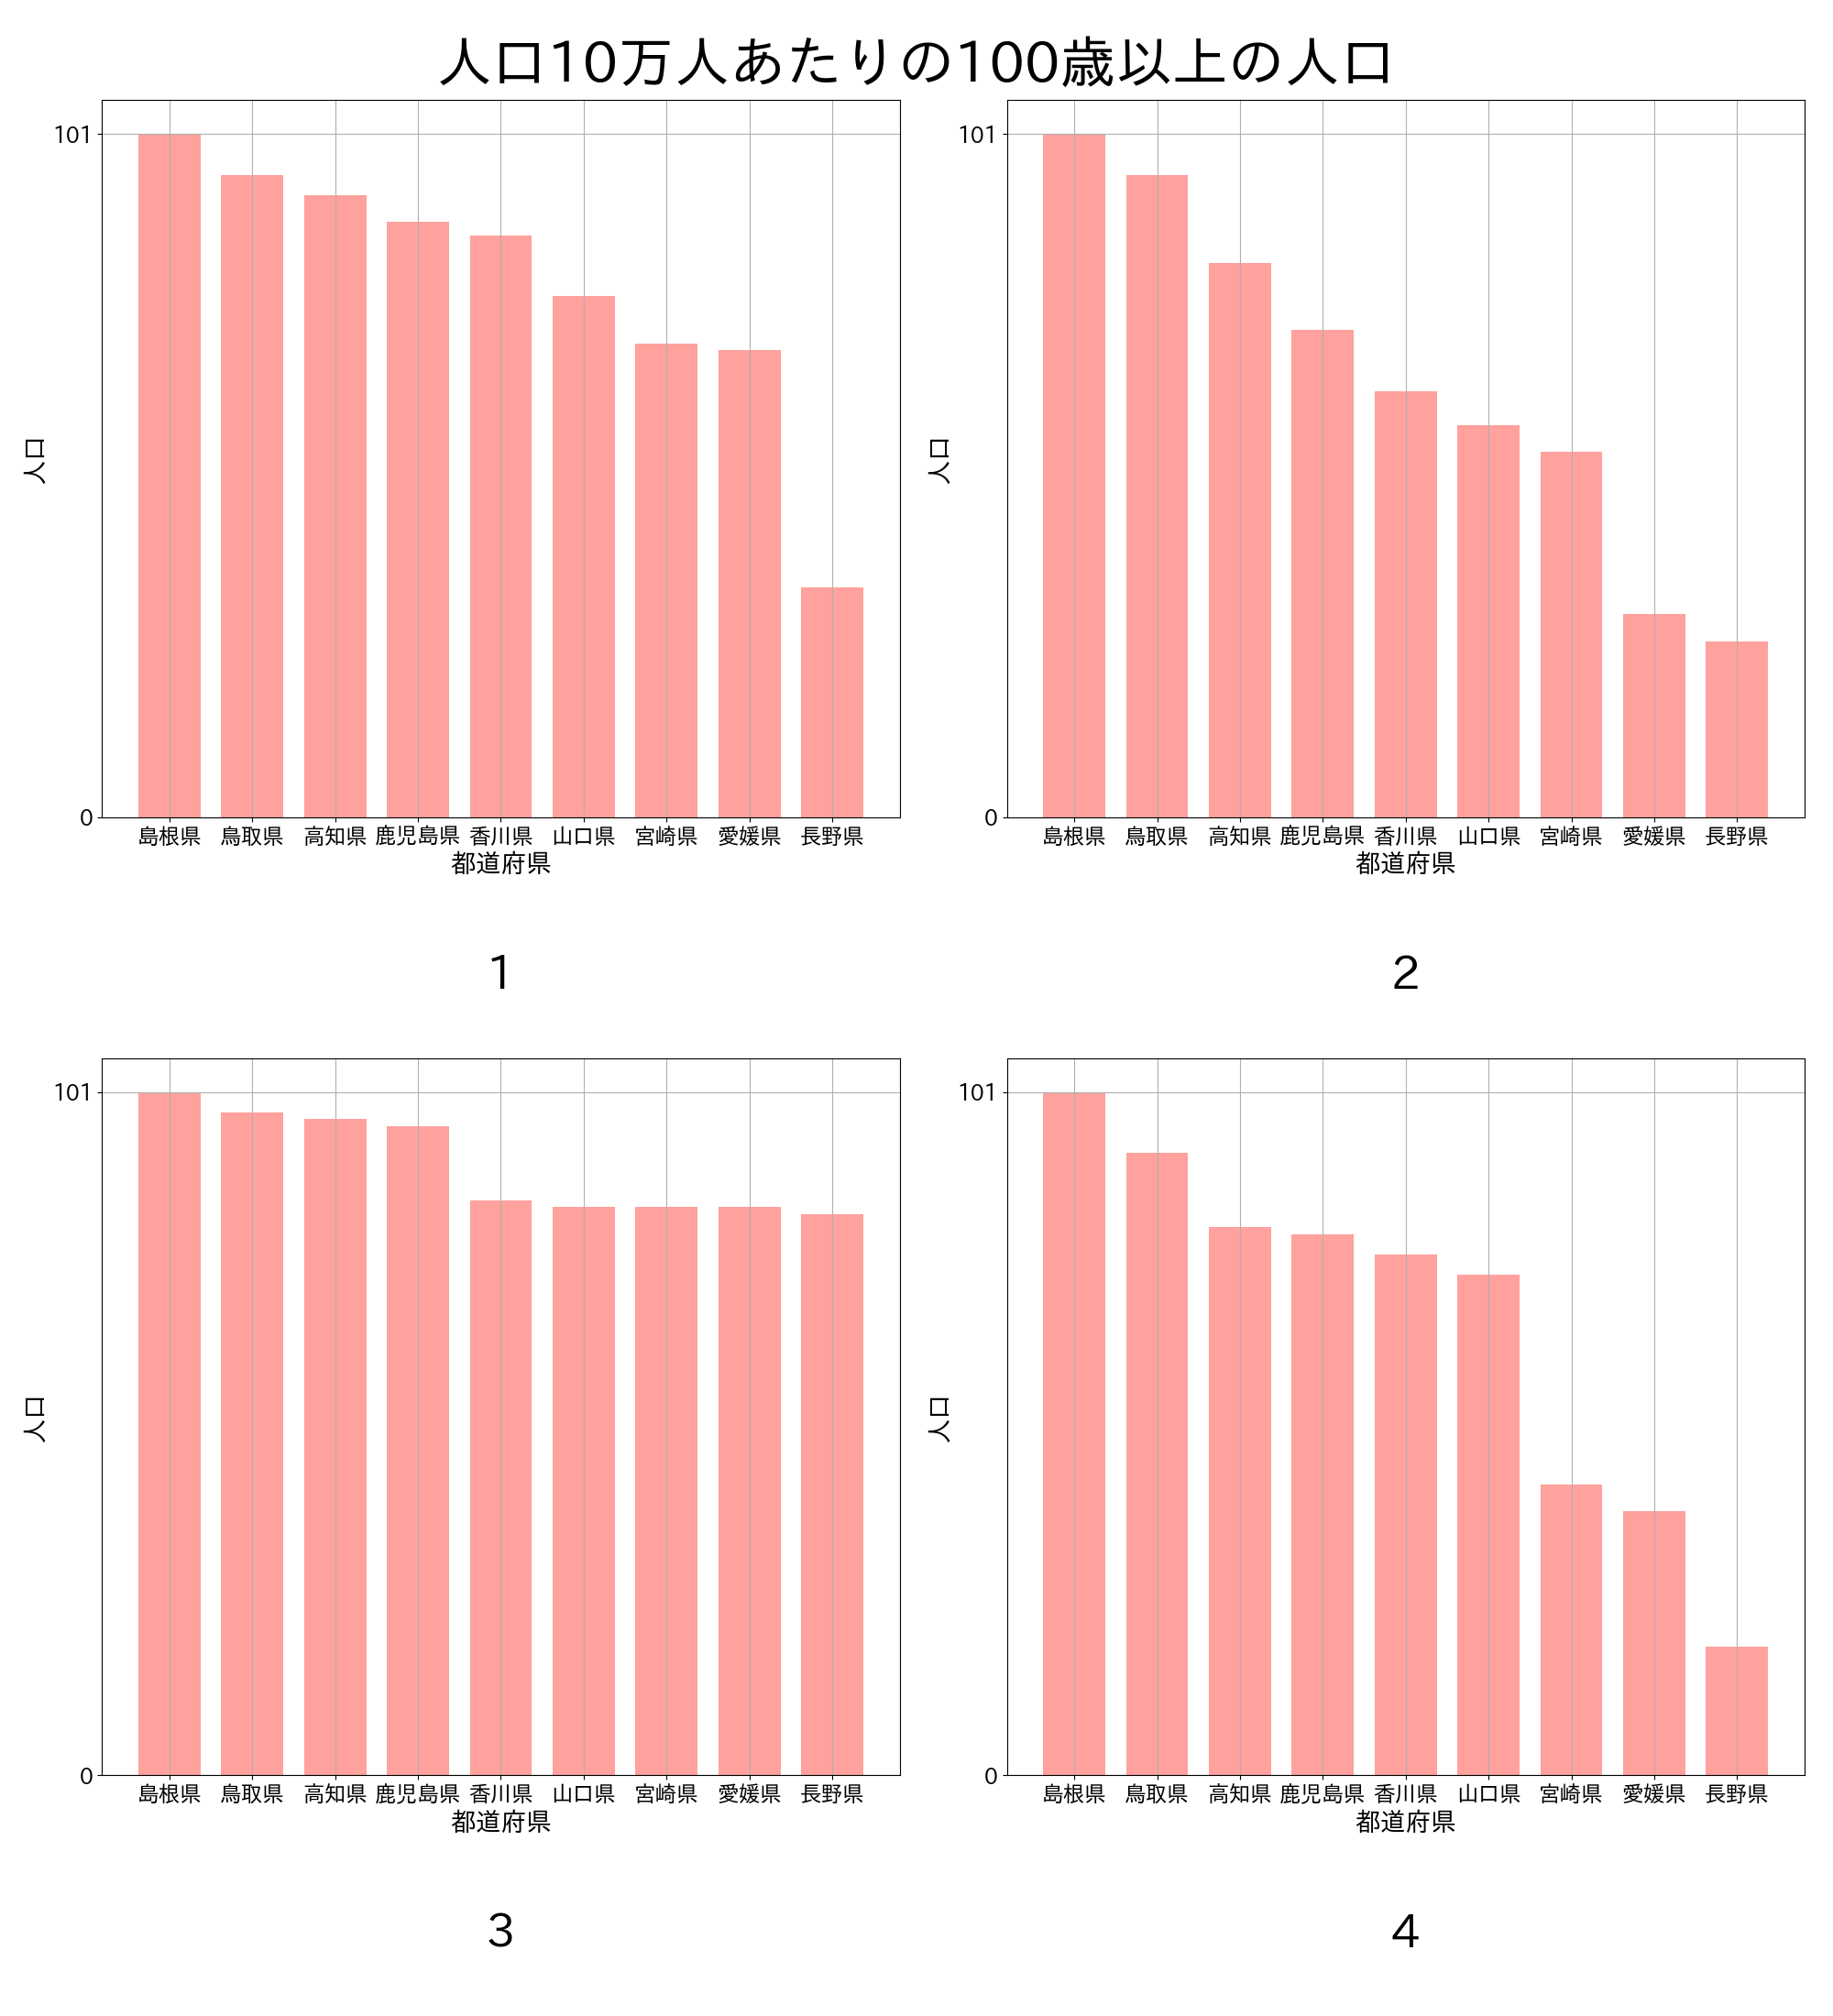 人口10万人あたりの100歳以上の人口
101
0
人口
島根県 鳥取県 高知県 鹿児島県 香川県 山口県 宮崎県 愛媛県 長野県
都道府県
1
101
0
人口
島根県 鳥取県 高知県 鹿児島県 香川県 山口県 宮崎県 愛媛県 長野県
都道府県
2
101
0
人口
島根県 鳥取県 高知県 鹿児島県 香川県 山口県 宮崎県 愛媛県 長野県
都道府県
3
101
0
人口
島根県 鳥取県 高知県 鹿児島県 香川県 山口県 宮崎県 愛媛県 長野県
都道府県
4